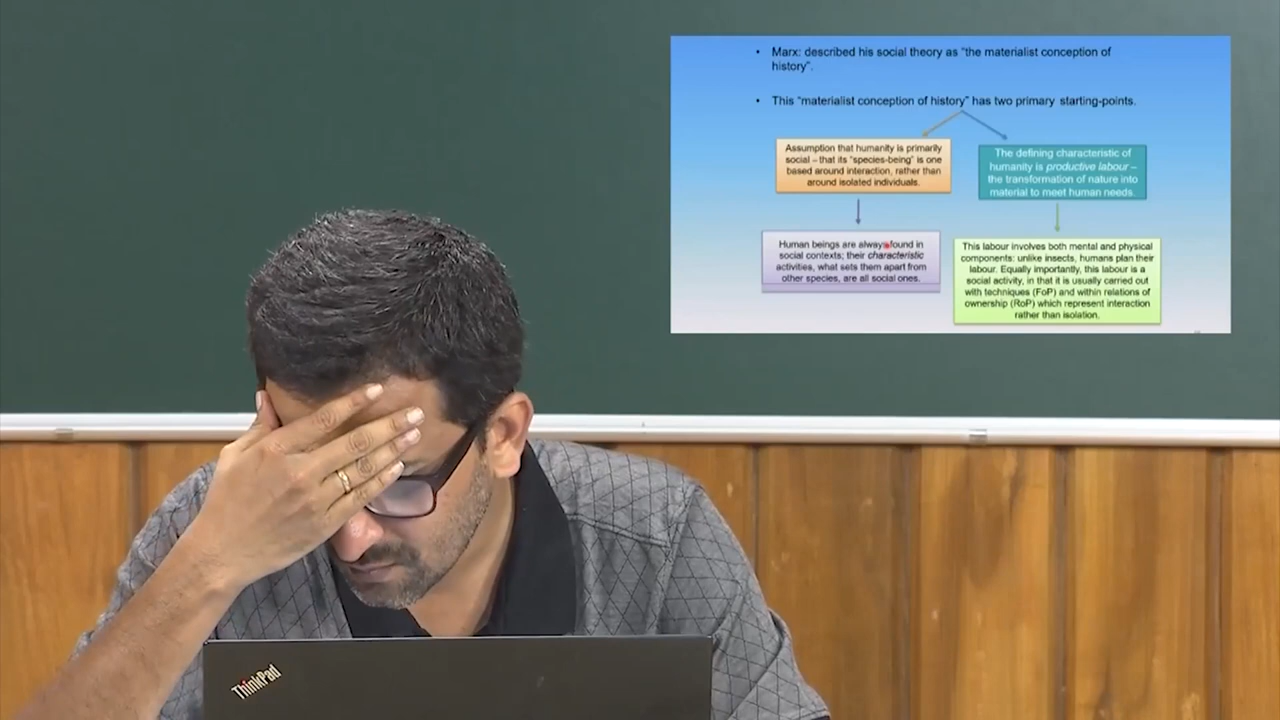 • Marx: described his social theory as “the materialist conception of
history”.
• This “materialist conception of history” has two primary starting-points.
Assumption that humanity is primarily
social – that its “species-being” is one
based around interaction, rather than
around isolated individuals.
The defining characteristic of
humanity is productive labour –
the transformation of nature into
material to meet human needs.
Human beings are always found in
social contexts; their characteristic
activities, what sets them apart from
other species, are all social ones.
This labour involves both mental and physical
components: unlike insects, humans plan their
labour. Equally importantly, this labour is a
social activity, in that it is usually carried out
with techniques (FoP) and within relations of
ownership (RoP) which represent interaction
rather than isolation.
ThinkPad